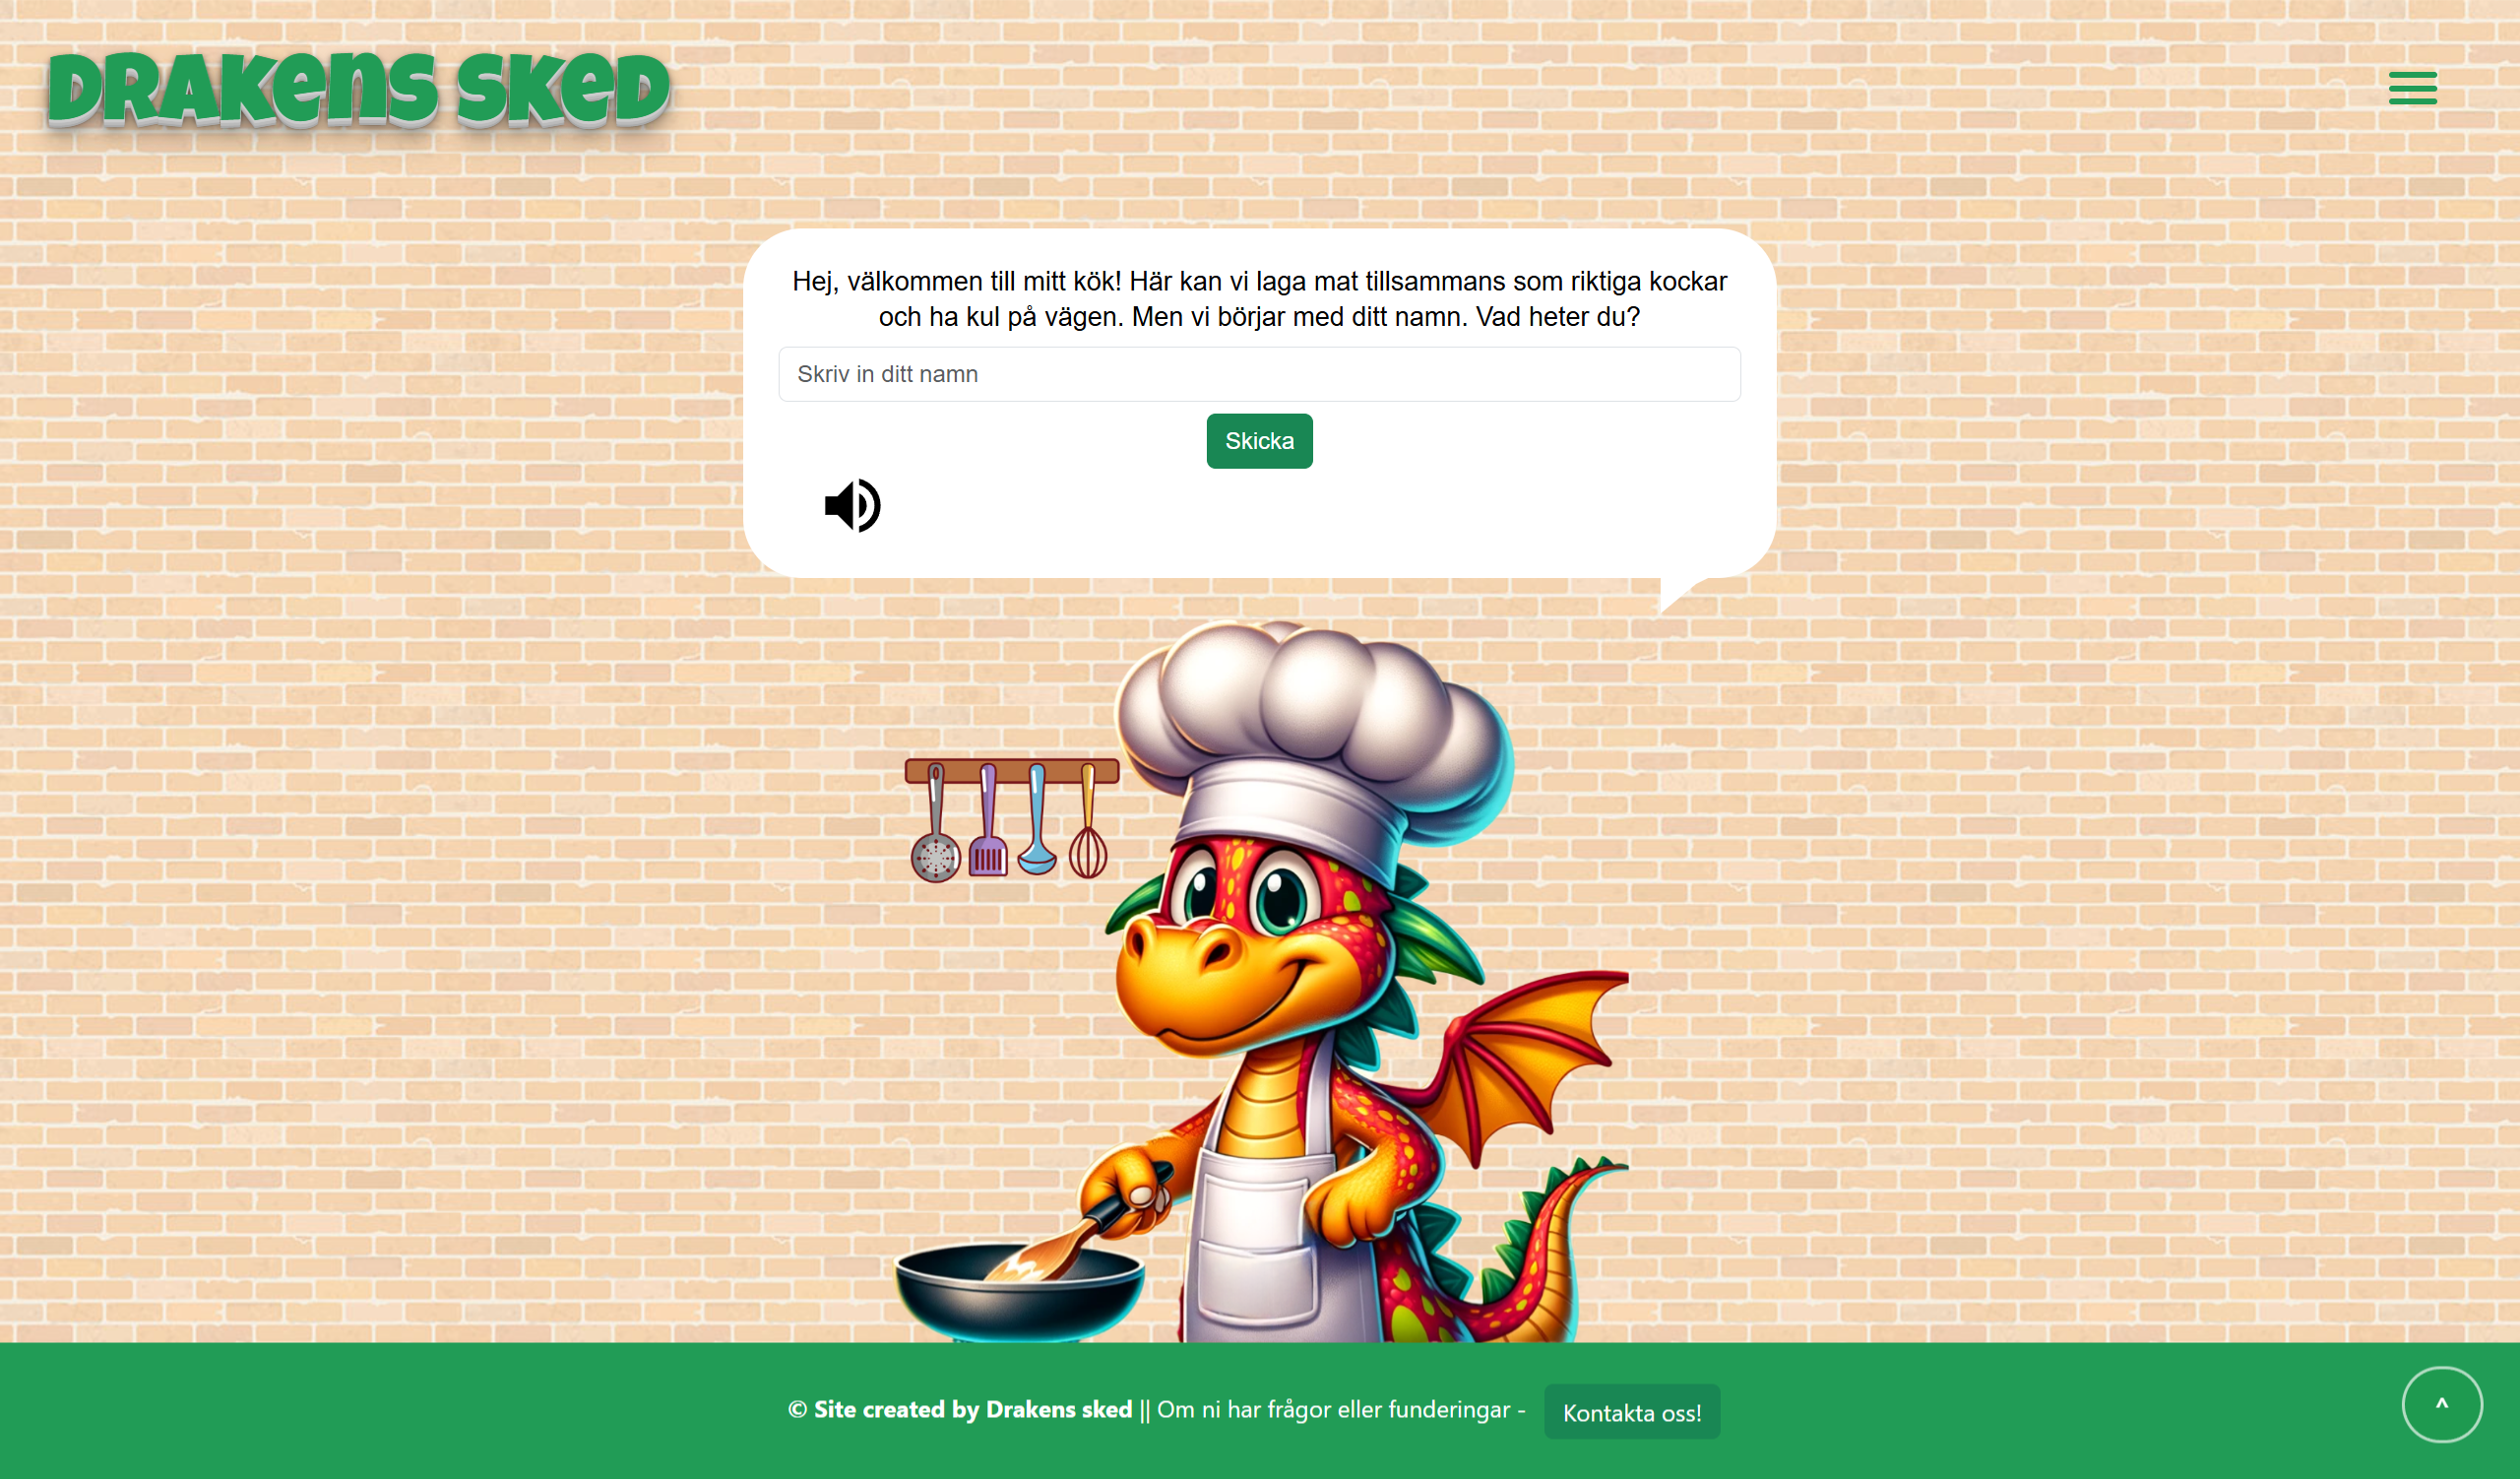 DRAKENS SKED
Hej, välkommen till mitt kök! Här kan vi laga mat tillsammans som riktiga kockar
och ha kul på vägen. Men vi börjar med ditt namn. Vad heter du?
Skriv in ditt namn
Skicka
© Site created by Drakens sked || Om ni har frågor eller funderingar - Kontakta oss!
^